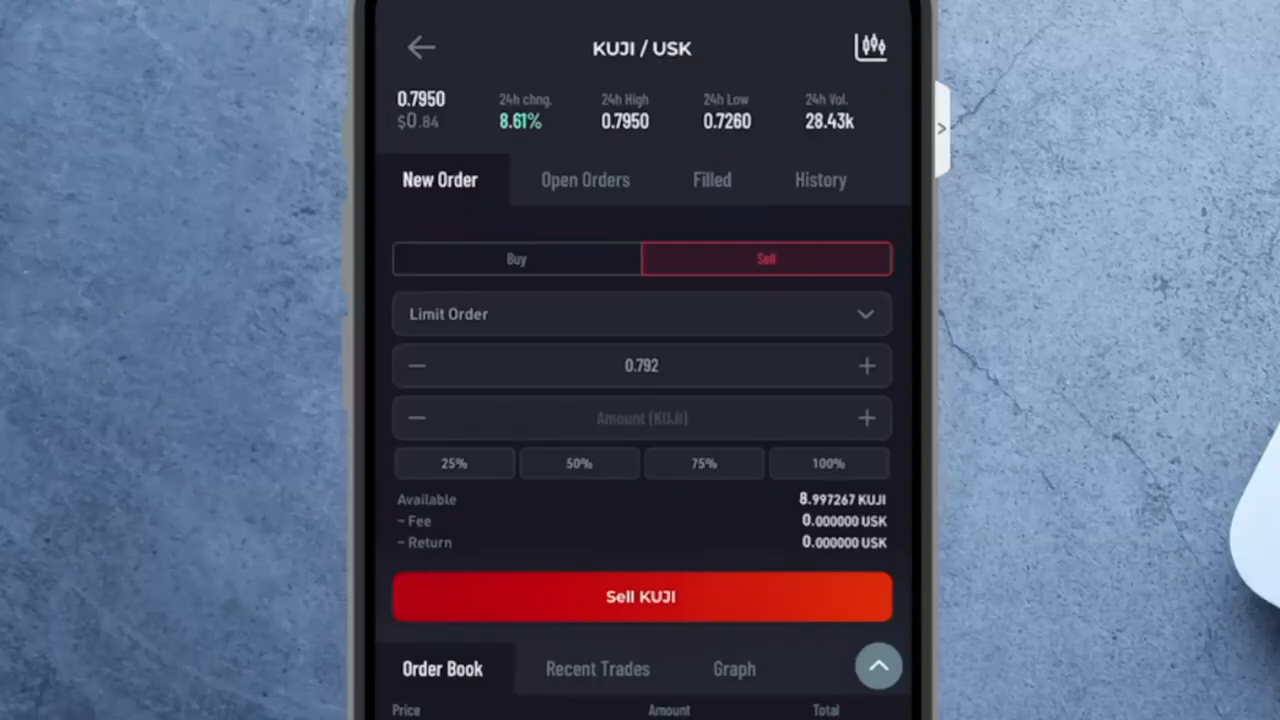 KUJI / USK
0.7950 24h chng. 24h High 24h Low 24h Vol.
$0.84 8.61% 0.7950 0.7260 28.43k
New Order Open Orders Filled History
Buy Sell
Limit Order
0.792
Amount (KUJI)
25% 50% 75% 100%
Available 8.997267 KUJI
~ Fee 0.000000 USK
~ Return 0.000000 USK
Sell KUJI
Order Book Recent Trades Graph
Price Amount Total